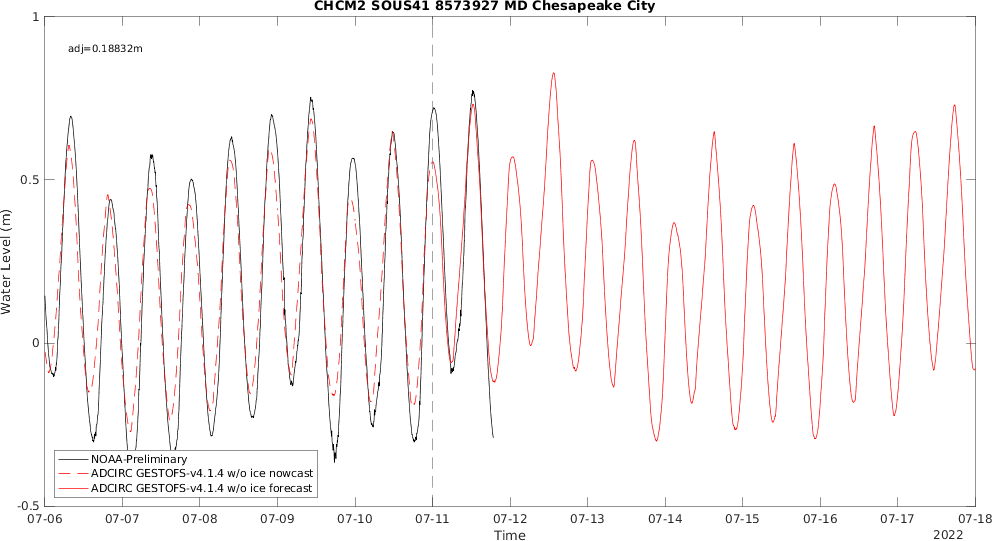 CHCM2 SOUS41 8573927 MD Chesapeake City
adj=0.18832m
1
0.5
0
-0.5
Water Level (m)
NOAA-Preliminary
ADCIRC GESTOFS-v4.1.4 w/o ice nowcast
ADCIRC GESTOFS-v4.1.4 w/o ice forecast
07-06 07-07 07-08 07-09 07-10 07-11 07-12 07-13 07-14 07-15 07-16 07-17 07-18
Time
2022